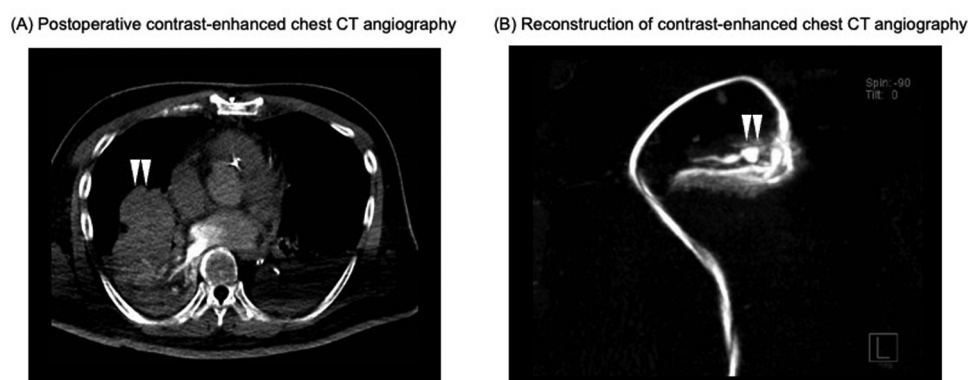 (A) Postoperative contrast-enhanced chest CT angiography
(B) Reconstruction of contrast-enhanced chest CT angiography
Spin: -90
Tilt: 0
L